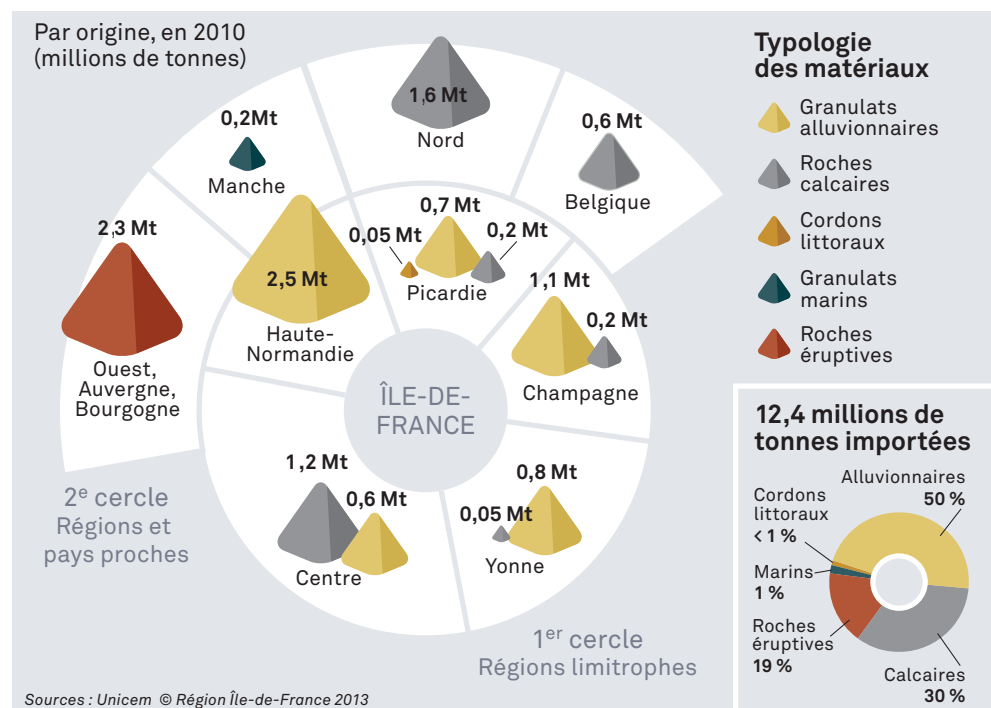 Par origine, en 2010
(millions de tonnes)
1,6 Mt
Nord
0,2Mt
Manche
0,6 Mt
Belgique
2,3 Mt
Ouest,
Auvergne,
Bourgogne
2,5 Mt
Haute-
Normandie
0,7 Mt
0,05 Mt
0,2 Mt
Picardie
1,1 Mt
0,2 Mt
Champagne
ÎLE-DE-
FRANCE
1,2 Mt
0,6 Mt
Centre
0,8 Mt
0,05 Mt
Yonne
2e cercle
Régions et
pays proches
1er cercle
Régions limitrophes
Sources : Unicem © Région Île-de-France 2013
Typologie
des matériaux
Granulats
alluvionnaires
Roches
calcaires
Cordons
littoraux
Granulats
marins
Roches
éruptives
12,4 millions de
tonnes importées
Alluvionnaires
50 %
Cordons
littoraux
< 1 %
Marins
1 %
Roches
éruptives
19 %
Calcaires
30 %